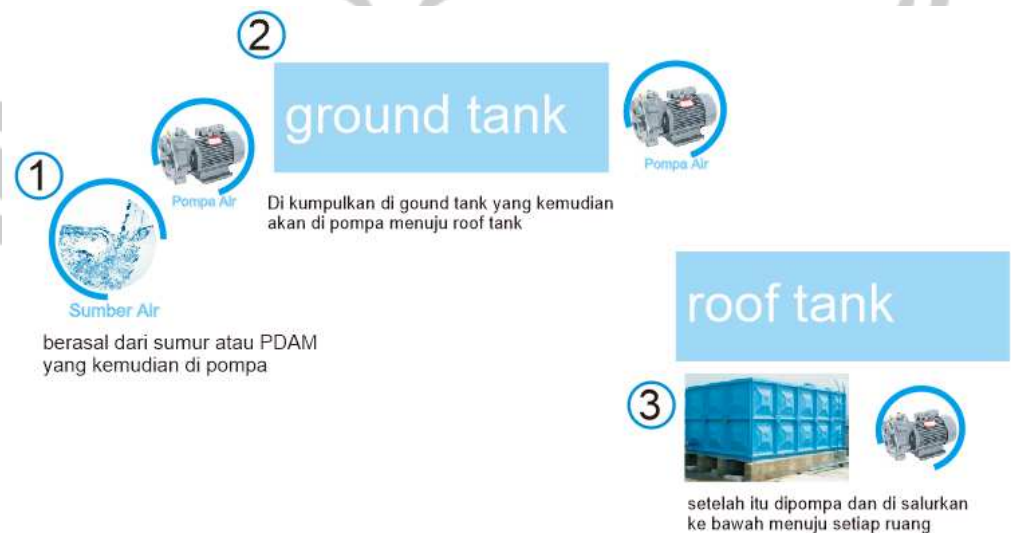 1
Sumber Air
berasal dari sumur atau PDAM
yang kemudian di pompa
Pompa Air
2
ground tank
Pompa Air
Di kumpulkan di gound tank yang kemudian
akan di pompa menuju roof tank
roof tank
3
setelah itu dipompa dan di salurkan
ke bawah menuju setiap ruang